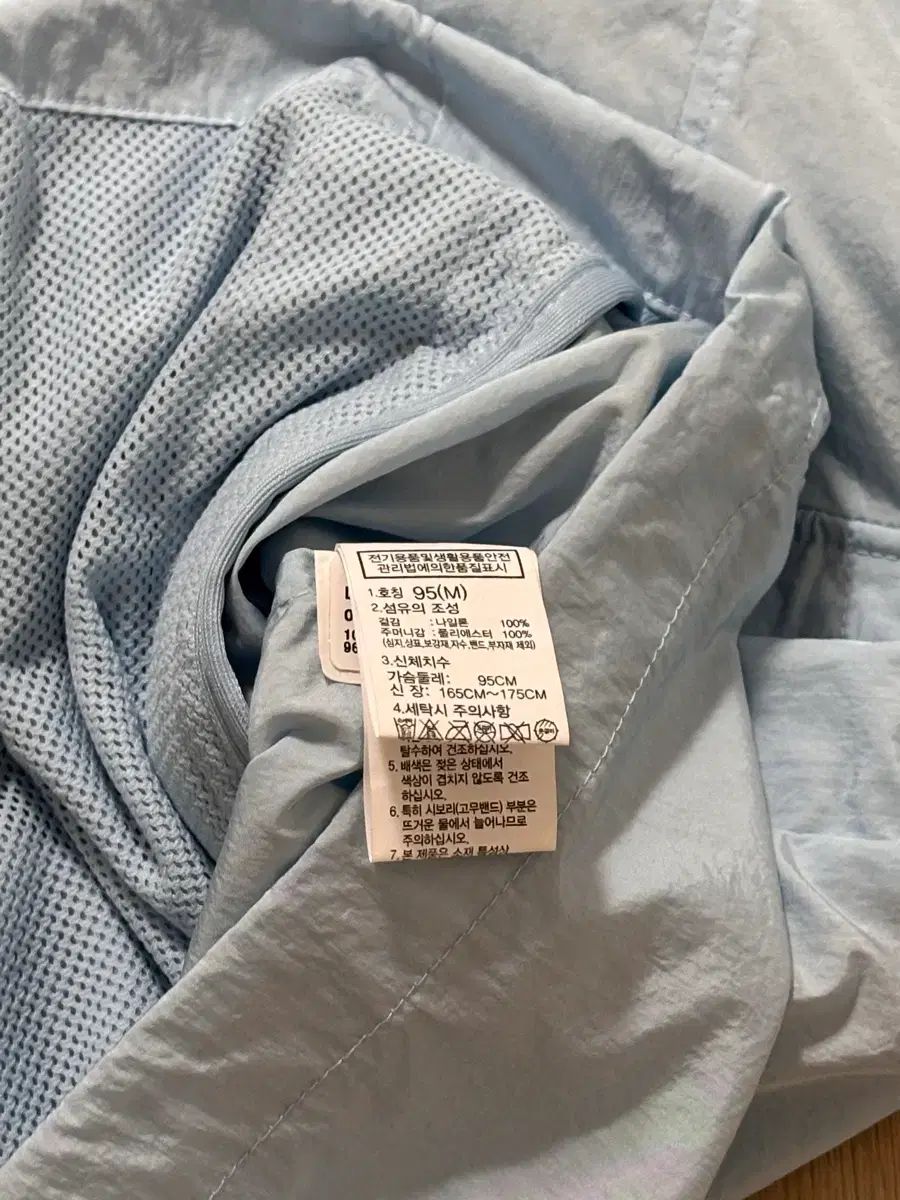 전기용품및생활용품안전
관리법에의한품질표시
1.호칭 95(M)
2.섬유의 조성
겉감 : 나일론 100%
주머니감 : 폴리에스터 100%
(심지,상표,보강재,자수,밴드,부자재 제외)
3.신체치수
가슴둘레: 95CM
신 장: 165CM~175CM
4.세탁시 주의사항
탈수하여 건조하십시오.
5. 배색은 젖은 상태에서
색상이 겹치지 않도록 건조
하십시오.
6. 특히 시보리(고무밴드) 부분은
뜨거운 물에서 늘어나므로
주의하십시오.
7. 본 제품은 소재 특성상
L
0
10
96